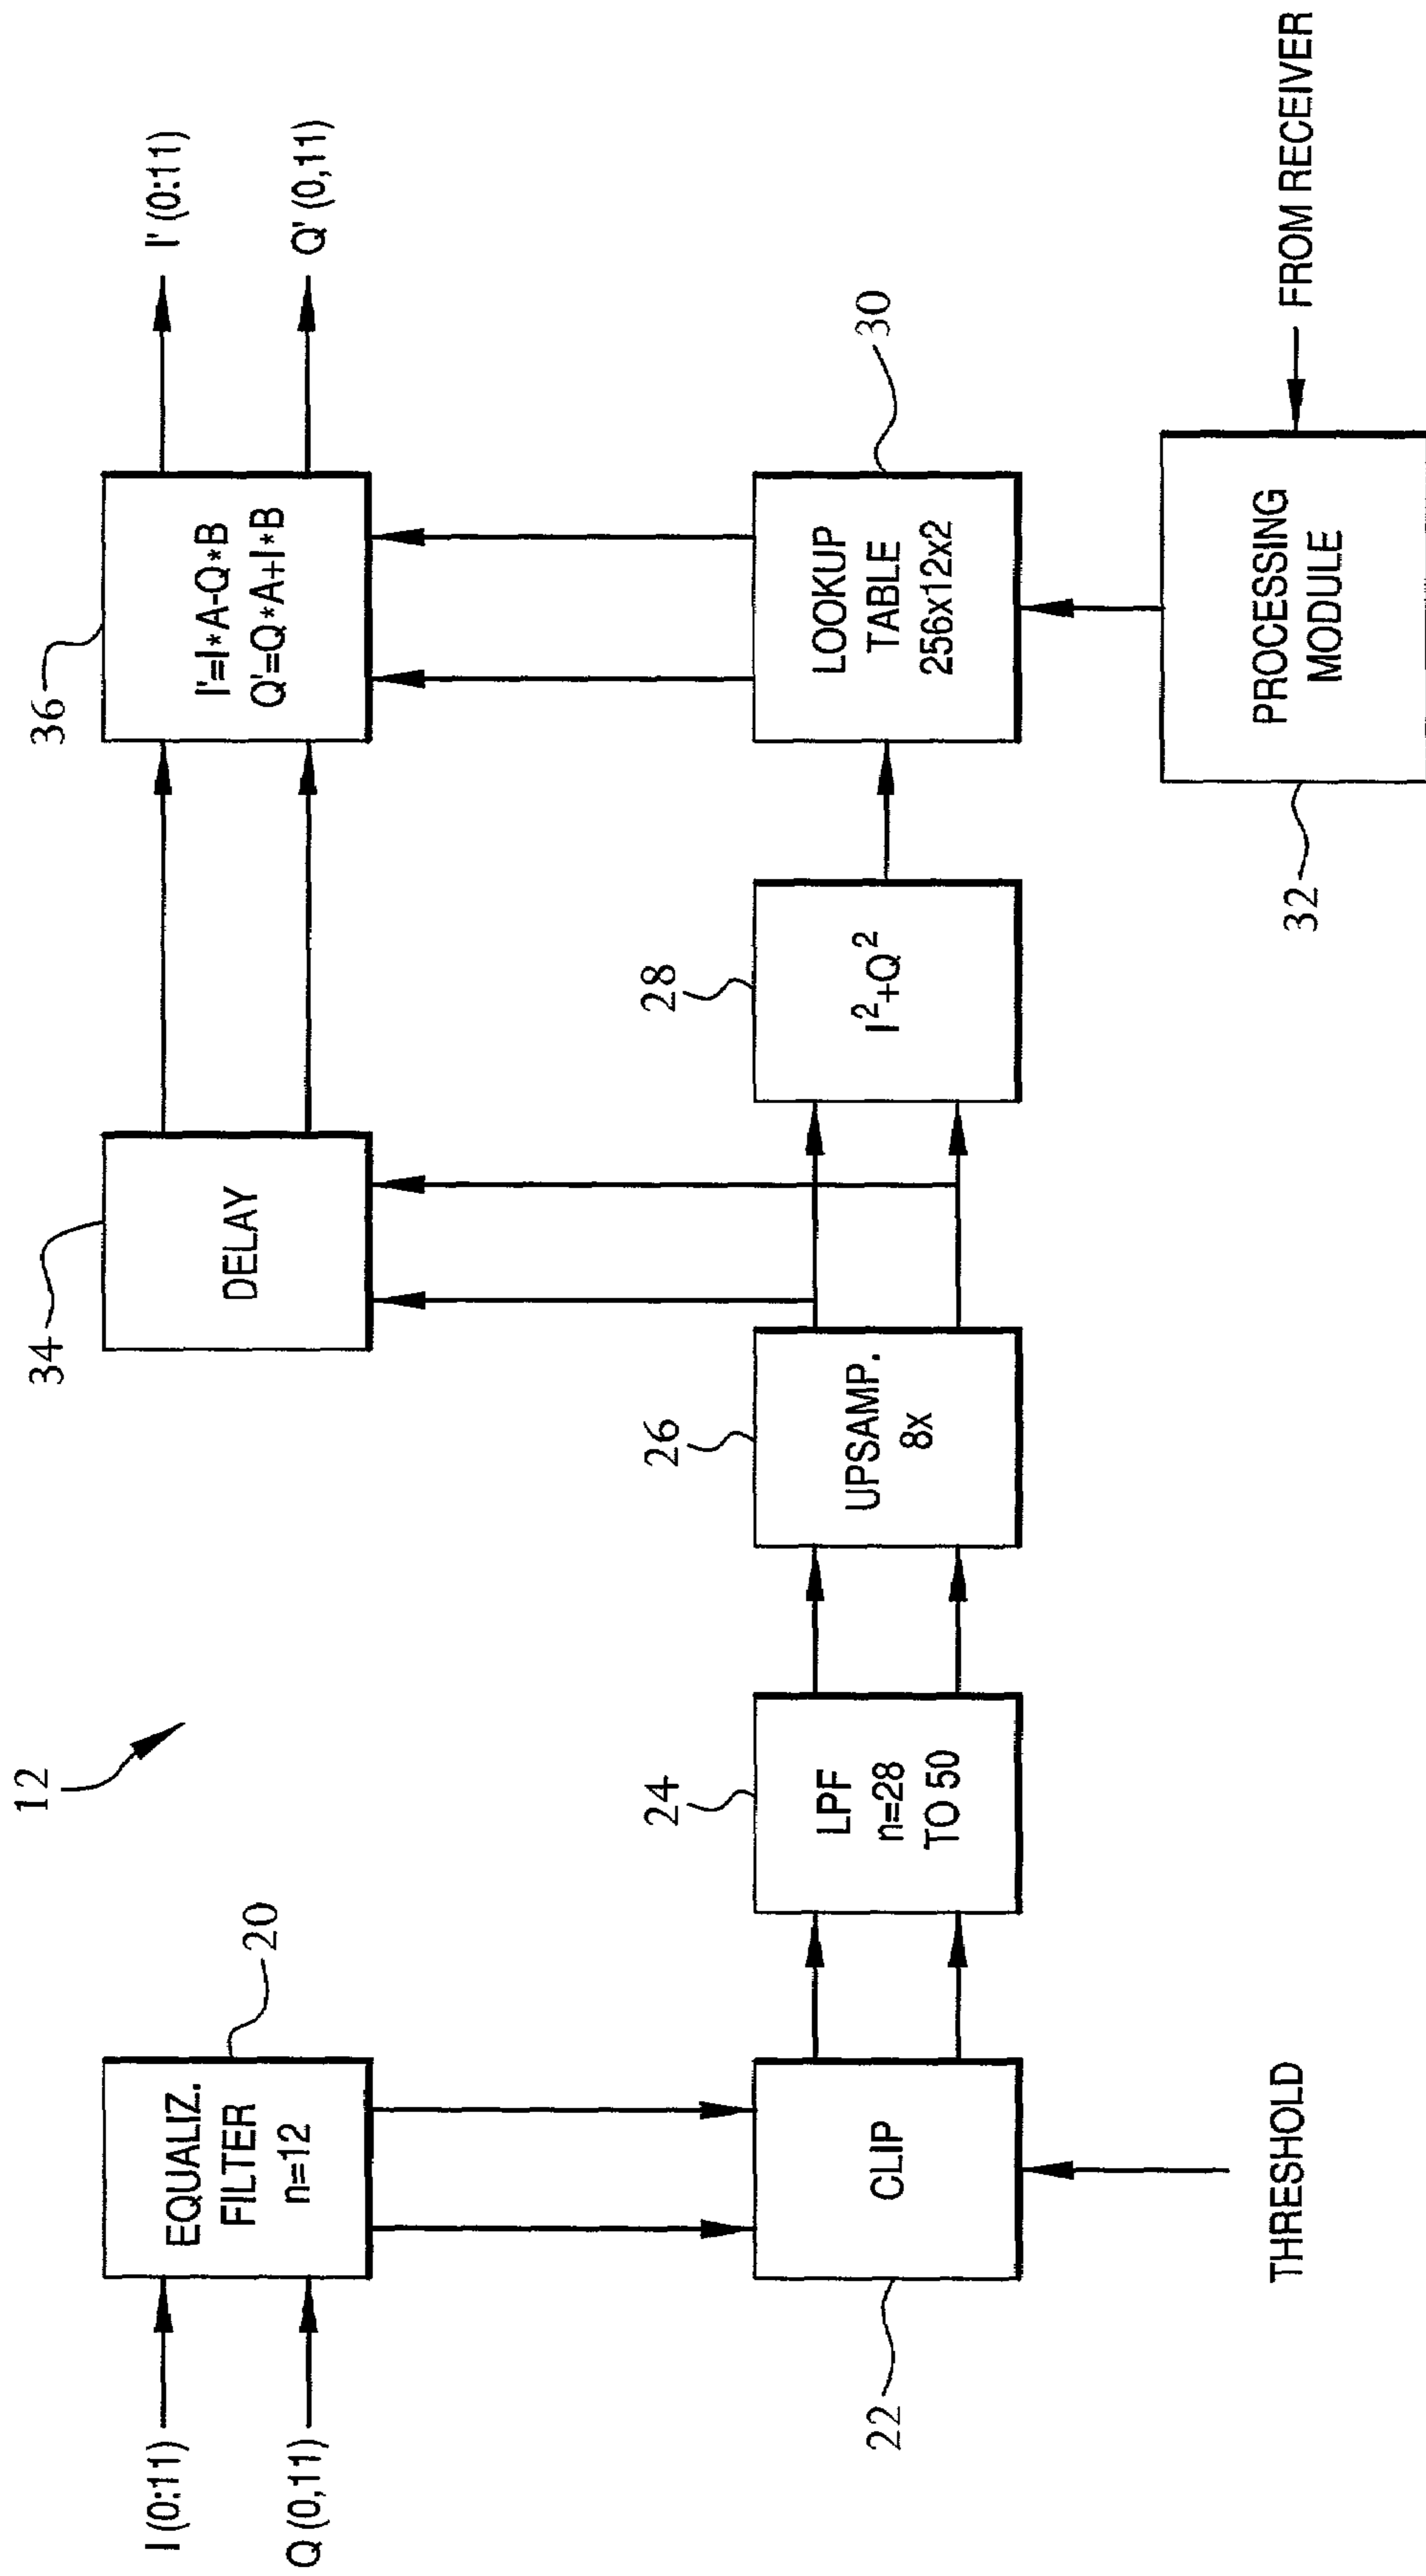 12
I (0:11)
Q (0,11)
EQUALIZ.
FILTER
n=12
20
34
DELAY
36
I'=I*A-Q*B
Q'=Q*A+I*B
I' (0:11)
Q' (0,11)
22
CLIP
THRESHOLD
24
LPF
n=28
TO 50
26
UPSAMP.
8x
28
I²+Q²
LOOKUP
TABLE
256x12x2
30
32
PROCESSING
MODULE
FROM RECEIVER